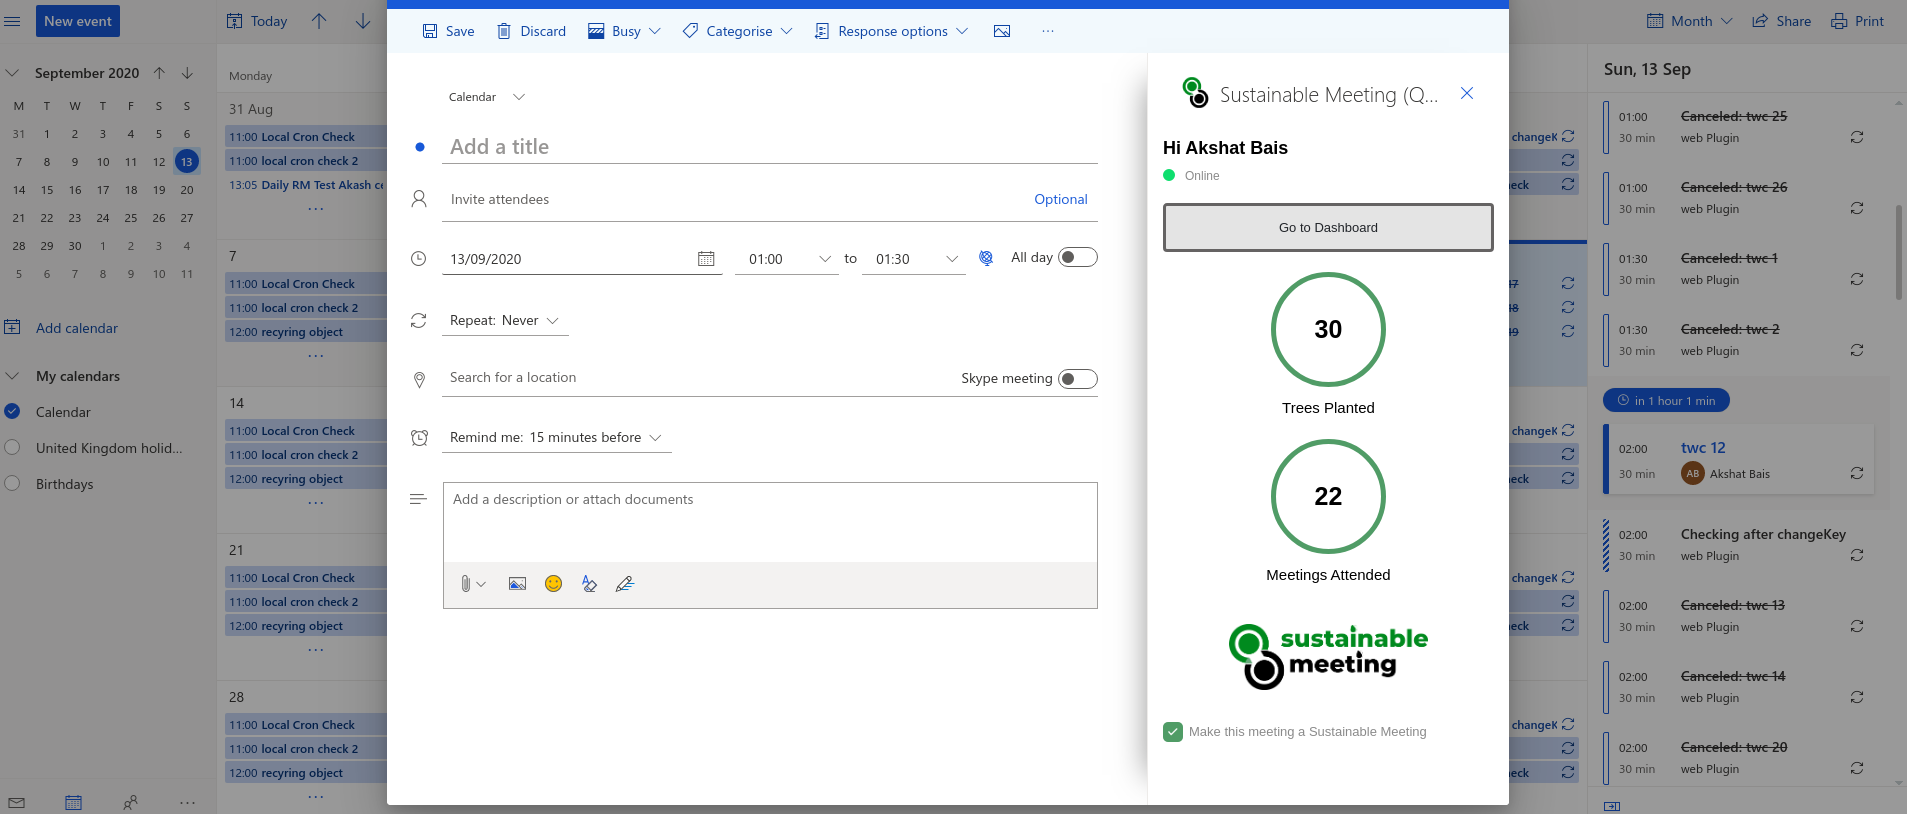 New event
Today
Save
Discard
Busy
Categorise
Response options
...
Month
Share
Print
September 2020
M T W T F S S
31 1 2 3 4 5 6
7 8 9 10 11 12 13
14 15 16 17 18 19 20
21 22 23 24 25 26 27
28 29 30 1 2 3 4
5 6 7 8 9 10 11
Add calendar
My calendars
Calendar
United Kingdom holid...
Birthdays
...
Monday
31 Aug
11:00 Local Cron Check
11:00 local cron check 2
13:05 Daily RM Test Akash ce
...
7
11:00 Local Cron Check
11:00 local cron check 2
12:00 recyring object
...
14
11:00 Local Cron Check
11:00 local cron check 2
12:00 recyring object
...
21
11:00 Local Cron Check
11:00 local cron check 2
12:00 recyring object
...
28
11:00 Local Cron Check
11:00 local cron check 2
12:00 recyring object
...
Calendar
Add a title
Invite attendees
Optional
13/09/2020
01:00
to
01:30
All day
Repeat: Never
Search for a location
Skype meeting
Remind me: 15 minutes before
Add a description or attach documents
Sustainable Meeting (Q...
Hi Akshat Bais
Online
Go to Dashboard
30
Trees Planted
22
Meetings Attended
sustainable
meeting
Make this meeting a Sustainable Meeting
changeK
eck
17
18
19
changeK
eck
changeK
eck
changeK
eck
Sun, 13 Sep
01:00 Canceled: twc 25
30 min web Plugin
01:00 Canceled: twc 26
30 min web Plugin
01:30 Canceled: twc 1
30 min web Plugin
01:30 Canceled: twc 2
30 min web Plugin
in 1 hour 1 min
02:00 twc 12
30 min AB Akshat Bais
02:00 Checking after changeKey
30 min web Plugin
02:00 Canceled: twc 13
30 min web Plugin
02:00 Canceled: twc 14
30 min web Plugin
02:00 Canceled: twc 20
30 min web Plugin